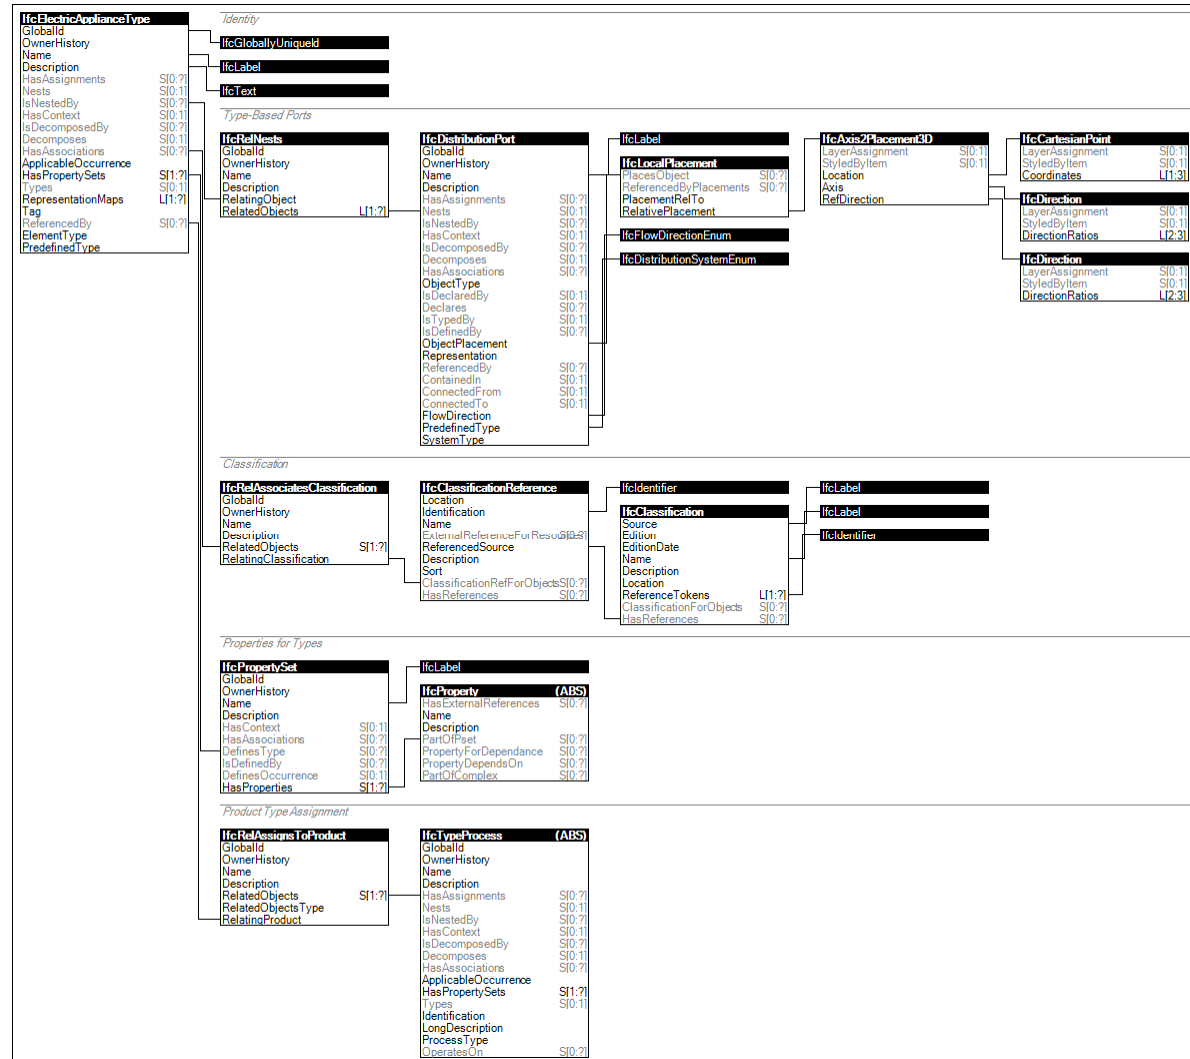 IfcElectricApplianceType
GlobalId
OwnerHistory
Name
Description
HasAssignments S[0:?]
Nests S[0:1]
IsNestedBy S[0:?]
HasContext S[0:1]
IsDecomposedBy S[0:?]
Decomposes S[0:1]
HasAssociations S[0:?]
ApplicableOccurrence
HasPropertySets S[1:?]
Types S[0:1]
RepresentationMaps L[1:?]
Tag
ReferencedBy S[0:?]
ElementType
PredefinedType
Identity
IfcGloballyUniqueId
IfcLabel
IfcText
Type-Based Ports
IfcRelNests
GlobalId
OwnerHistory
Name
Description
RelatingObject
RelatedObjects L[1:?]
IfcDistributionPort
GlobalId
OwnerHistory
Name
Description
HasAssignments S[0:?]
Nests S[0:1]
IsNestedBy S[0:?]
HasContext S[0:1]
IsDecomposedBy S[0:?]
Decomposes S[0:1]
HasAssociations S[0:?]
ObjectType
IsDeclaredBy S[0:1]
Declares S[0:?]
IsTypedBy S[0:1]
IsDefinedBy S[0:?]
ObjectPlacement
Representation
ReferencedBy S[0:?]
ContainedIn S[0:1]
ConnectedFrom S[0:1]
ConnectedTo S[0:1]
FlowDirection
PredefinedType
SystemType
IfcLabel
IfcLocalPlacement
PlacesObject S[0:?]
ReferencedByPlacements S[0:?]
PlacementRelTo
RelativePlacement
IfcFlowDirectionEnum
IfcDistributionSystemEnum
IfcAxis2Placement3D
LayerAssignment S[0:1]
StyledByItem S[0:1]
Location
Axis
RefDirection
IfcCartesianPoint
LayerAssignment S[0:1]
StyledByItem S[0:1]
Coordinates L[1:3]
IfcDirection
LayerAssignment S[0:1]
StyledByItem S[0:1]
DirectionRatios L[2:3]
IfcDirection
LayerAssignment S[0:1]
StyledByItem S[0:1]
DirectionRatios L[2:3]
Classification
IfcRelAssociatesClassification
GlobalId
OwnerHistory
Name
Description
RelatedObjects S[1:?]
RelatingClassification
IfcClassificationReference
Location
Identification
Name
ExternalReferenceForResources S[0:?]
ReferencedSource
Description
Sort
ClassificationRefForObjects S[0:?]
HasReferences S[0:?]
IfcIdentifier
IfcClassification
Source
Edition
EditionDate
Name
Description
Location
ReferenceTokens L[1:?]
ClassificationForObjects S[0:?]
HasReferences S[0:?]
IfcLabel
IfcLabel
IfcIdentifier
Properties for Types
IfcPropertySet
GlobalId
OwnerHistory
Name
Description
HasContext S[0:1]
HasAssociations S[0:?]
DefinesType S[0:?]
IsDefinedBy S[0:?]
DefinesOccurrence S[0:1]
HasProperties S[1:?]
IfcLabel
IfcProperty (ABS)
HasExternalReferences S[0:?]
Name
Description
PartOfPset S[0:?]
PropertyForDependance S[0:?]
PropertyDependsOn S[0:?]
PartOfComplex S[0:?]
Product Type Assignment
IfcRelAssignsToProduct
GlobalId
OwnerHistory
Name
Description
RelatedObjects S[1:?]
RelatedObjectsType
RelatingProduct
IfcTypeProcess (ABS)
GlobalId
OwnerHistory
Name
Description
HasAssignments S[0:?]
Nests S[0:1]
IsNestedBy S[0:?]
HasContext S[0:1]
IsDecomposedBy S[0:?]
Decomposes S[0:1]
HasAssociations S[0:?]
ApplicableOccurrence
HasPropertySets S[1:?]
Types S[0:1]
Identification
LongDescription
ProcessType
OperatesOn S[0:?]